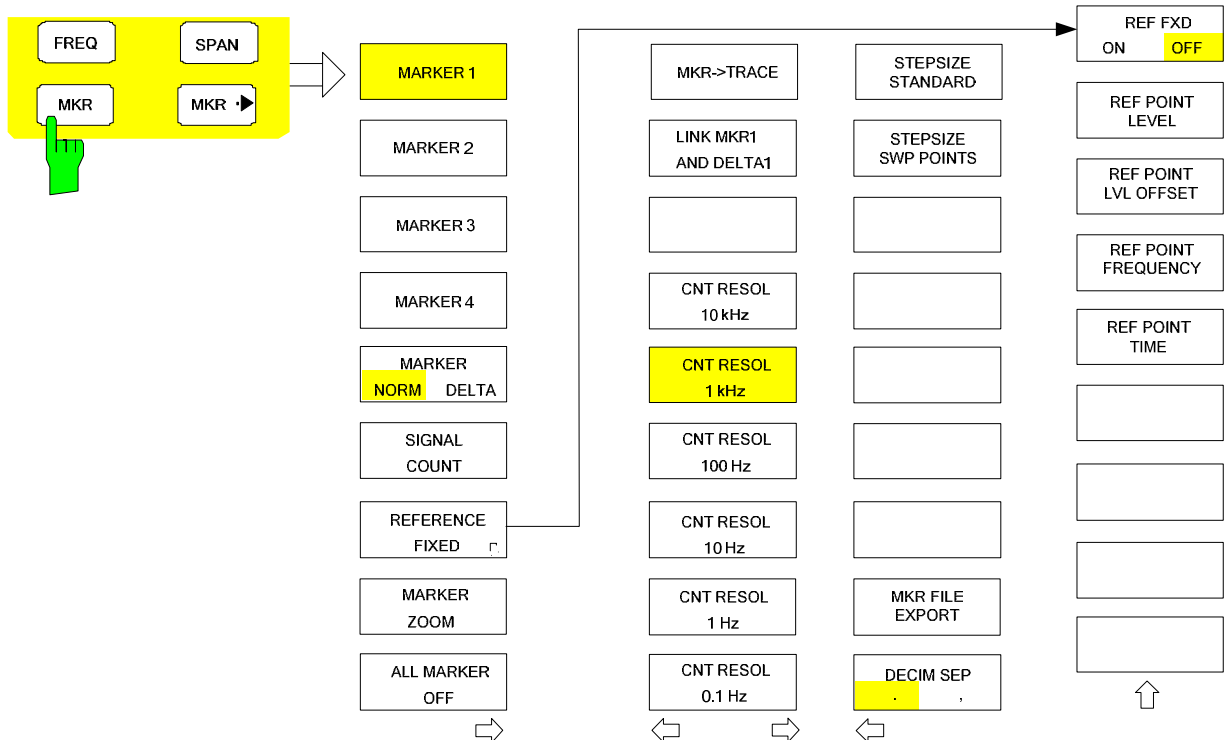 FREQ
SPAN
MKR
MKR
MARKER 1
MARKER 2
MARKER 3
MARKER 4
MARKER
NORM DELTA
SIGNAL
COUNT
REFERENCE
FIXED
MARKER
ZOOM
ALL MARKER
OFF
MKR->TRACE
LINK MKR1
AND DELTA1
CNT RESOL
10 kHz
CNT RESOL
1 kHz
CNT RESOL
100 Hz
CNT RESOL
10 Hz
CNT RESOL
1 Hz
CNT RESOL
0.1 Hz
STEPSIZE
STANDARD
STEPSIZE
SWP POINTS
MKR FILE
EXPORT
DECIM SEP
. ,
REF FXD
ON OFF
REF POINT
LEVEL
REF POINT
LVL OFFSET
REF POINT
FREQUENCY
REF POINT
TIME